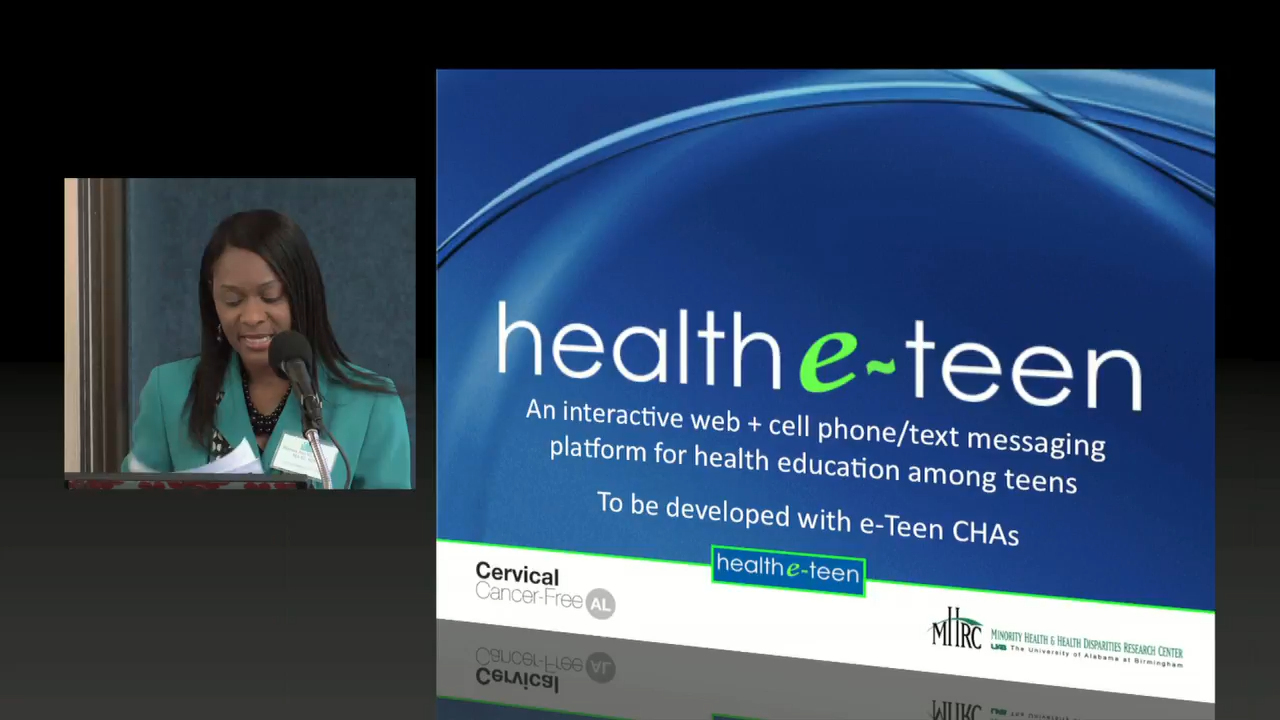 health e~teen
An interactive web + cell phone/text messaging
platform for health education among teens
To be developed with e-Teen CHAs
healthe-teen
Cervical
Cancer-Free AL
MHRC
MINORITY HEALTH & HEALTH DISPARITIES RESEARCH CENTER
UAB The University of Alabama at Birmingham